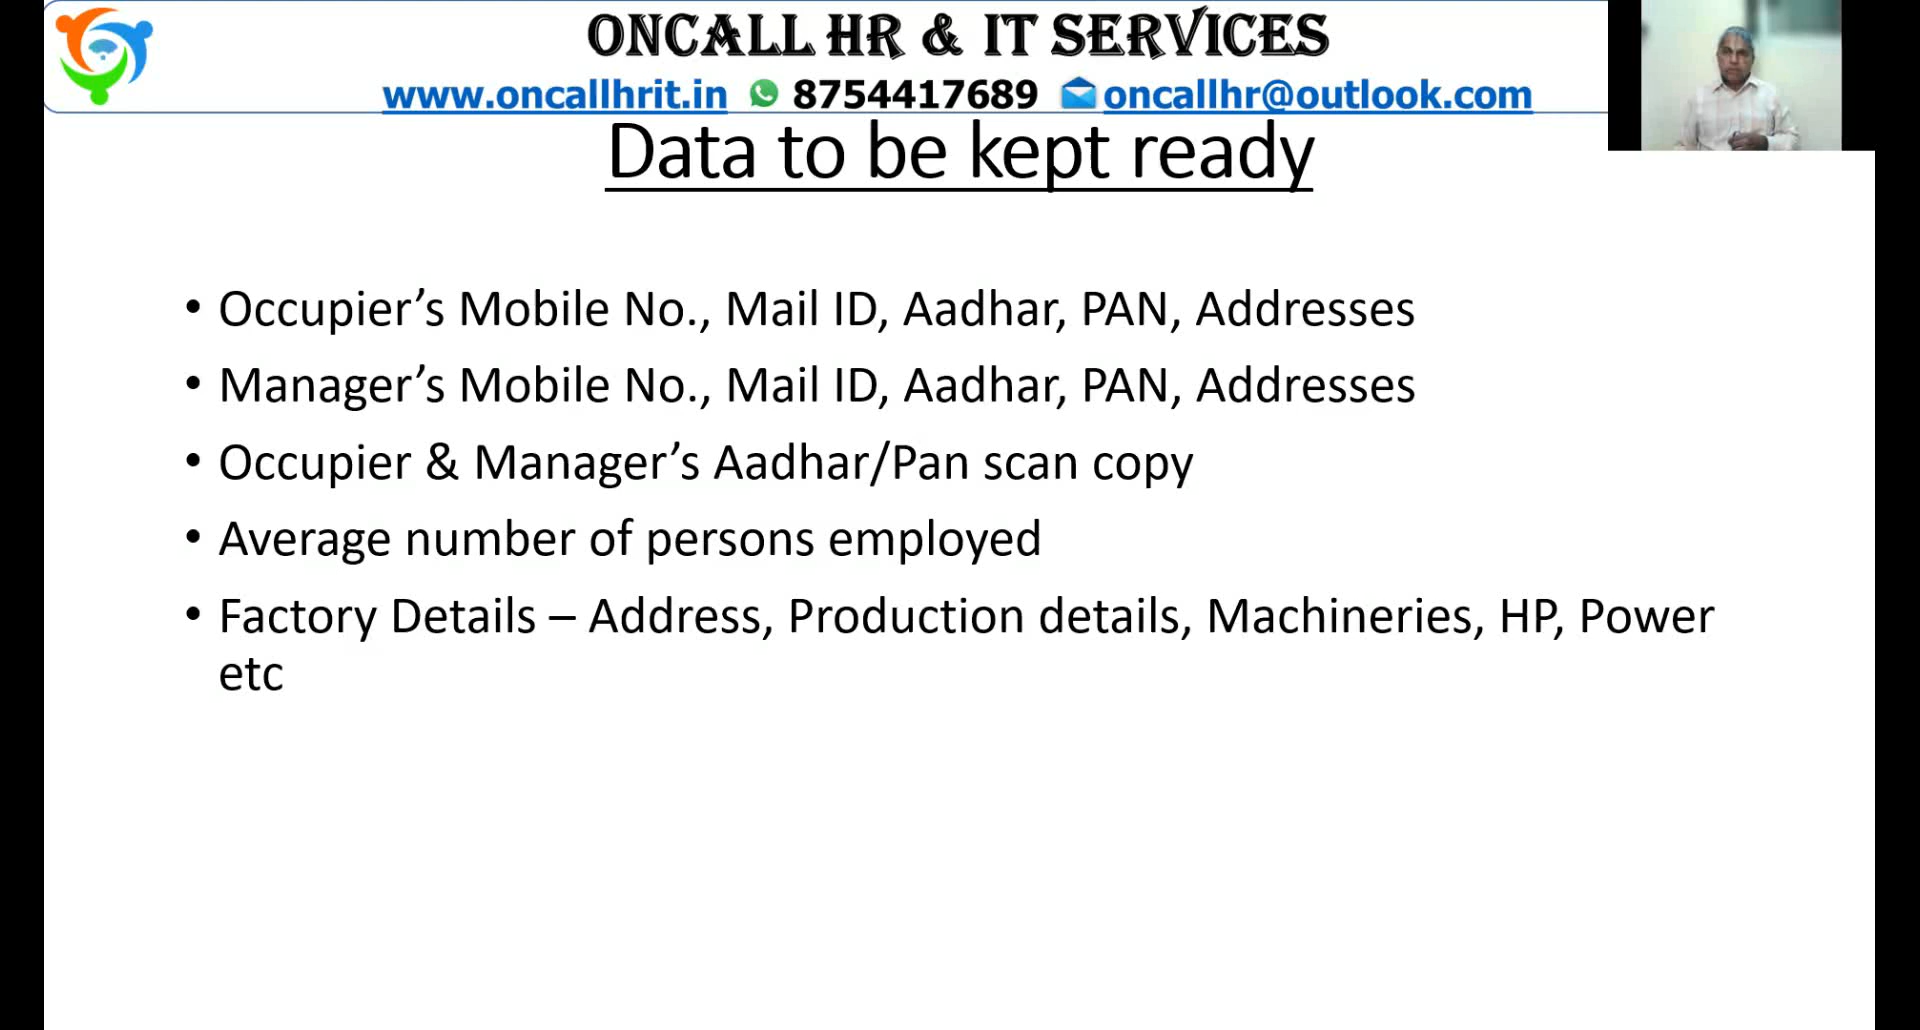 ONCALL HR & IT SERVICES
www.oncallhrit.in 8754417689 oncallhr@outlook.com
Data to be kept ready
• Occupier’s Mobile No., Mail ID, Aadhar, PAN, Addresses
• Manager’s Mobile No., Mail ID, Aadhar, PAN, Addresses
• Occupier & Manager’s Aadhar/Pan scan copy
• Average number of persons employed
• Factory Details – Address, Production details, Machineries, HP, Power
etc